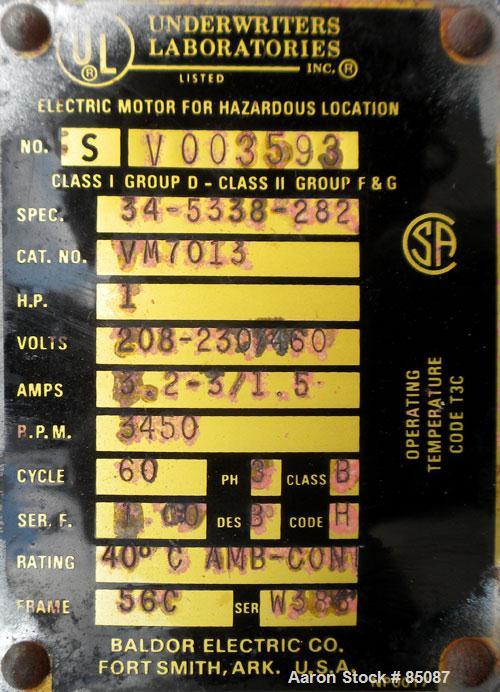 UL ® UNDERWRITERS
LABORATORIES
INC. ®
LISTED
ELECTRIC MOTOR FOR HAZARDOUS LOCATION
NO. S V003593
CLASS I GROUP D - CLASS II GROUP F & G
SPEC. 34-5338-282
CAT. NO. VM7013
H.P. 1
VOLTS 208-230/460
AMPS 3.2-3/1.5
R.P.M. 3450
CYCLE 60 PH 3 CLASS B
SER. F. 1.00 DES B CODE H
RATING 40° C AMB-CONT
FRAME 56C SER W386
SA
OPERATING
TEMPERATURE
CODE T3C
BALDOR ELECTRIC CO.
FORT SMITH, ARK. U.S.A.
Aaron Stock # 85087